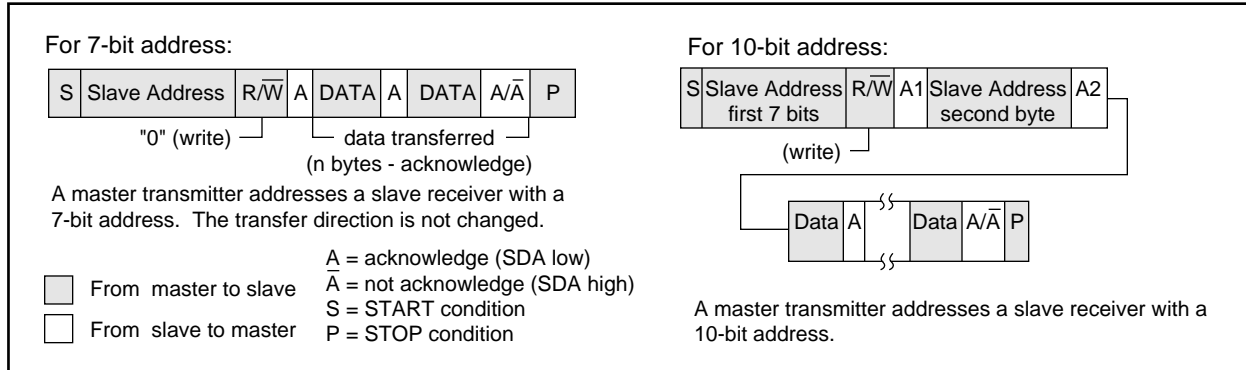 For 7-bit address:
S Slave Address R/W̅ A DATA A DATA A/A̅ P
"0" (write)
data transferred
(n bytes - acknowledge)
A master transmitter addresses a slave receiver with a
7-bit address. The transfer direction is not changed.
From master to slave
From slave to master
A = acknowledge (SDA low)
A̅ = not acknowledge (SDA high)
S = START condition
P = STOP condition
For 10-bit address:
S Slave Address first 7 bits R/W̅ A1 Slave Address second byte A2
(write)
Data A Data A/A̅ P
A master transmitter addresses a slave receiver with a
10-bit address.